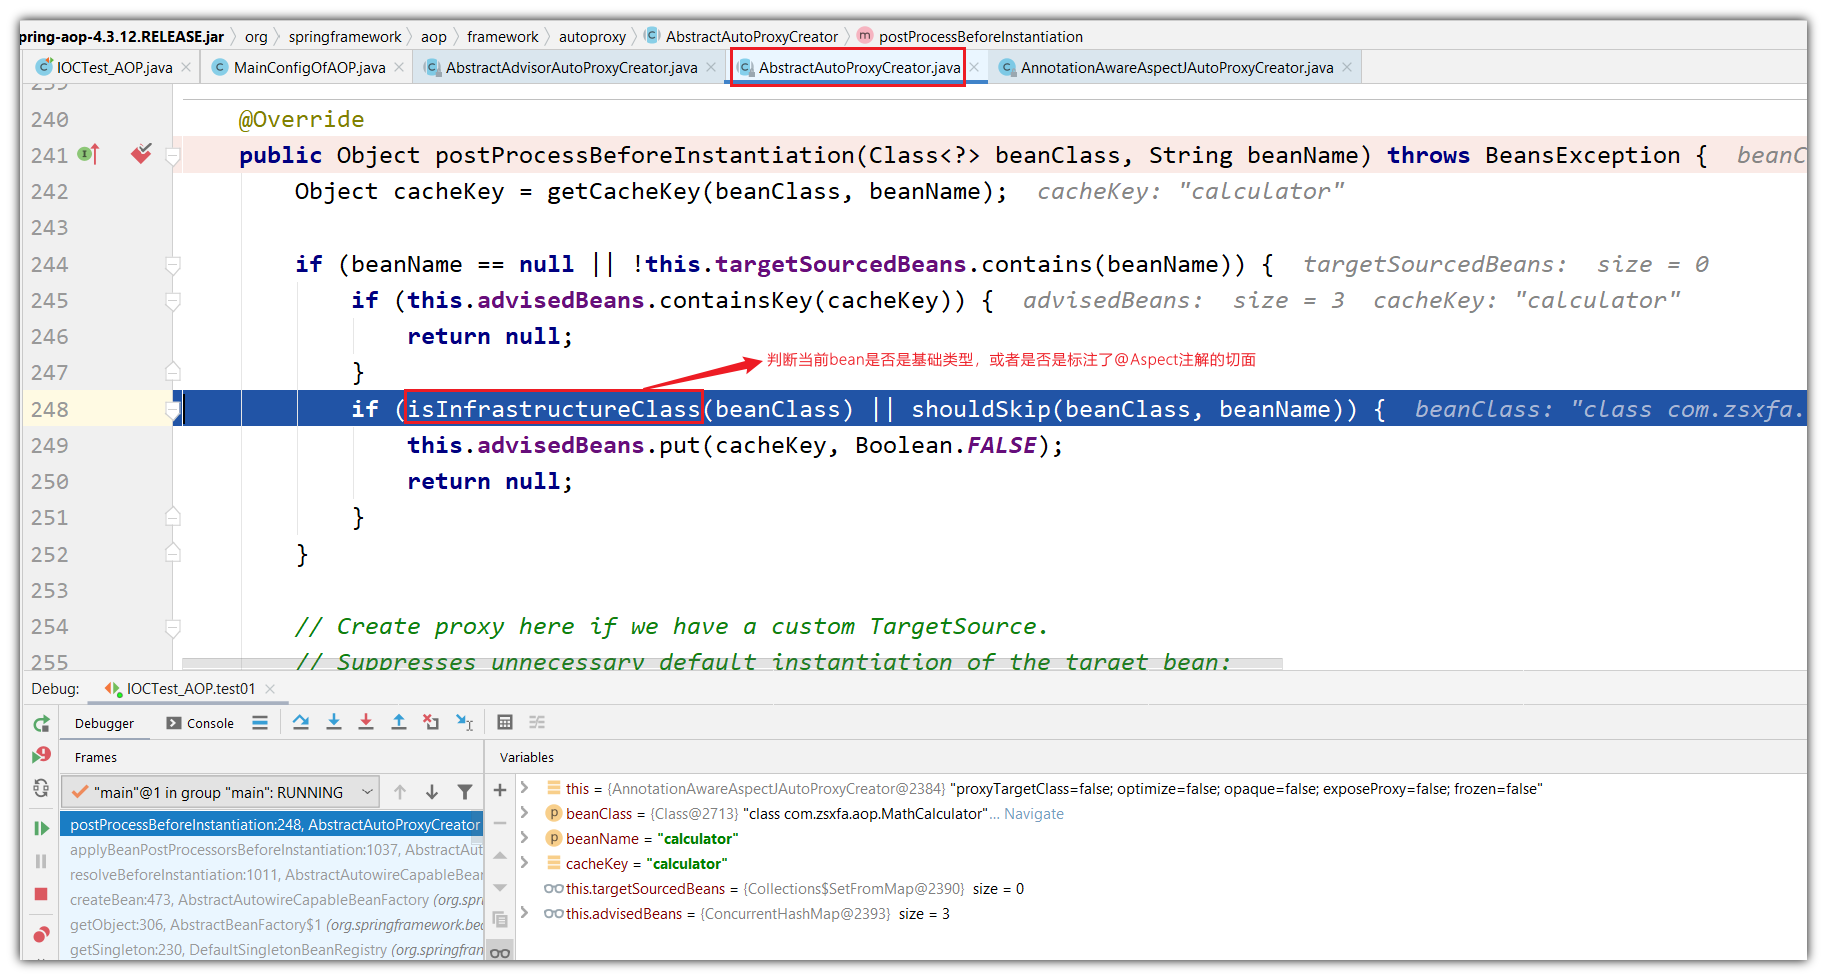 pring-aop-4.3.12.RELEASE.jar org springframework aop framework autoproxy AbstractAutoProxyCreator postProcessBeforeInstantiation
IOCTest_AOP.java MainConfigOfAOP.java AbstractAdvisorAutoProxyCreator.java AbstractAutoProxyCreator.java AnnotationAwareAspectJAutoProxyCreator.java
239
240 @Override
241 public Object postProcessBeforeInstantiation(Class<?> beanClass, String beanName) throws BeansException { beanC
242 Object cacheKey = getCacheKey(beanClass, beanName); cacheKey: "calculator"
243
244 if (beanName == null || !this.targetSourcedBeans.contains(beanName)) { targetSourcedBeans: size = 0
245 if (this.advisedBeans.containsKey(cacheKey)) { advisedBeans: size = 3 cacheKey: "calculator"
246 return null;
判断当前bean是否是基础类型，或者是否是标注了@Aspect注解的切面
247 }
248 if (isInfrastructureClass(beanClass) || shouldSkip(beanClass, beanName)) { beanClass: "class com.zsxfa.
249 this.advisedBeans.put(cacheKey, Boolean.FALSE);
250 return null;
251 }
252 }
253
254 // Create proxy here if we have a custom TargetSource.
255 // Suppresses unnecessary default instantiation of the target bean:
Debug: IOCTest_AOP.test01
Debugger Console
Frames Variables
"main"@1 in group "main": RUNNING
this = {AnnotationAwareAspectJAutoProxyCreator@2384} "proxyTargetClass=false; optimize=false; opaque=false; exposeProxy=false; frozen=false"
beanClass = {Class@2713} "class com.zsxfa.aop.MathCalculator"... Navigate
beanName = "calculator"
cacheKey = "calculator"
this.targetSourcedBeans = {Collections$SetFromMap@2390} size = 0
this.advisedBeans = {ConcurrentHashMap@2393} size = 3
postProcessBeforeInstantiation:248, AbstractAutoProxyCreator
applyBeanPostProcessorsBeforeInstantiation:1037, AbstractAut
resolveBeforeInstantiation:1011, AbstractAutowireCapableBean
createBean:473, AbstractAutowireCapableBeanFactory (org.spri
getObject:306, AbstractBeanFactory$1 (org.springframework.bea
getSingleton:230, DefaultSingletonBeanRegistry (org.springfran